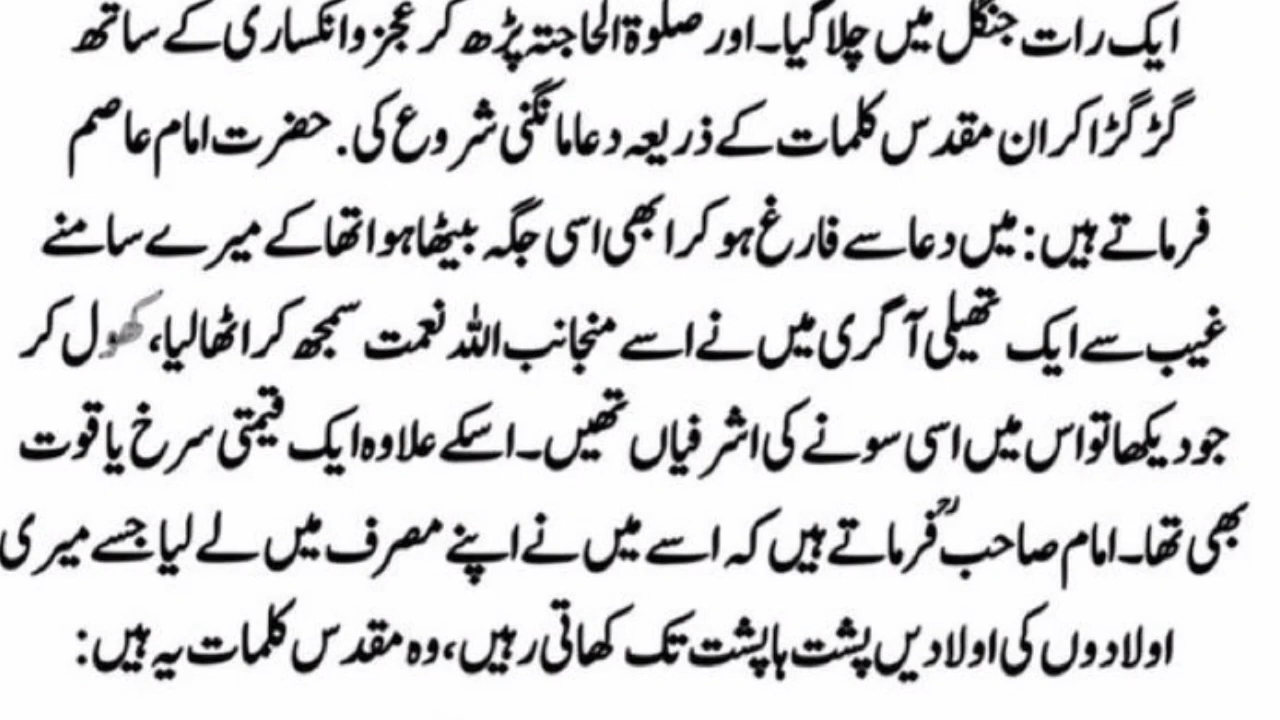 ایک رات جنگل میں چلا گیا۔ اور صلوۃ الحاجتہ پڑھ کر عجز و انکساری کے ساتھ
گڑ گڑا کر ان مقدس کلمات کے ذریعہ دعا مانگنی شروع کی. حضرت امام عاصم
فرماتے ہیں: میں دعا سے فارغ ہو کر ابھی اسی جگہ بیٹھا ہوا تھا کے میرے سامنے
غیب سے ایک تھیلی آ گری میں نے اسے منجانب اللہ نعمت سمجھ کر اٹھا لیا، کھول کر
جو دیکھا تو اس میں اسی سونے کی اشرفیاں تھیں۔ اسکے علاوہ ایک قیمتی سرخ یاقوت
بھی تھا۔ امام صاحبؒ فرماتے ہیں کہ اسے میں نے اپنے مصرف میں لے لیا جسے میری
اولادوں کی اولادیں پشت ہا پشت تک کھاتی رہیں، وہ مقدس کلمات یہ ہیں: